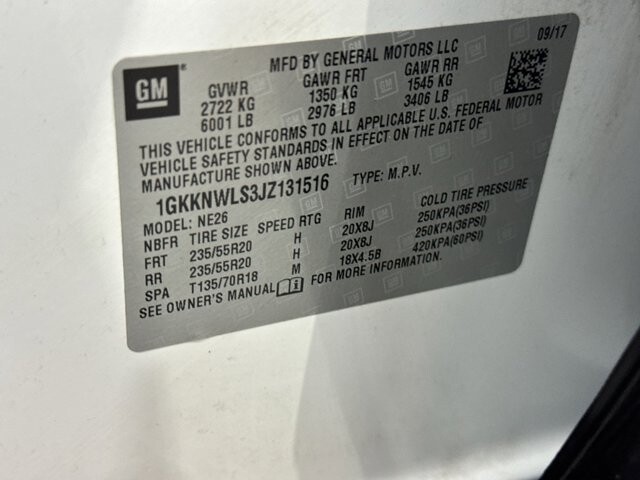 GM
MFD BY GENERAL MOTORS LLC
09/17
GVWR GAWR FRT GAWR RR
2722 KG 1350 KG 1545 KG
6001 LB 2976 LB 3406 LB
THIS VEHICLE CONFORMS TO ALL APPLICABLE U.S. FEDERAL MOTOR
VEHICLE SAFETY STANDARDS IN EFFECT ON THE DATE OF
MANUFACTURE SHOWN ABOVE.
1GKKNWLS3JZ131516 TYPE: M.P.V.
MODEL: NE26
NBFR TIRE SIZE SPEED RTG RIM COLD TIRE PRESSURE
FRT 235/55R20 H 20X8J 250KPA(36PSI)
RR 235/55R20 H 20X8J 250KPA(36PSI)
SPA T135/70R18 M 18X4.5B 420KPA(60PSI)
SEE OWNER'S MANUAL FOR MORE INFORMATION.